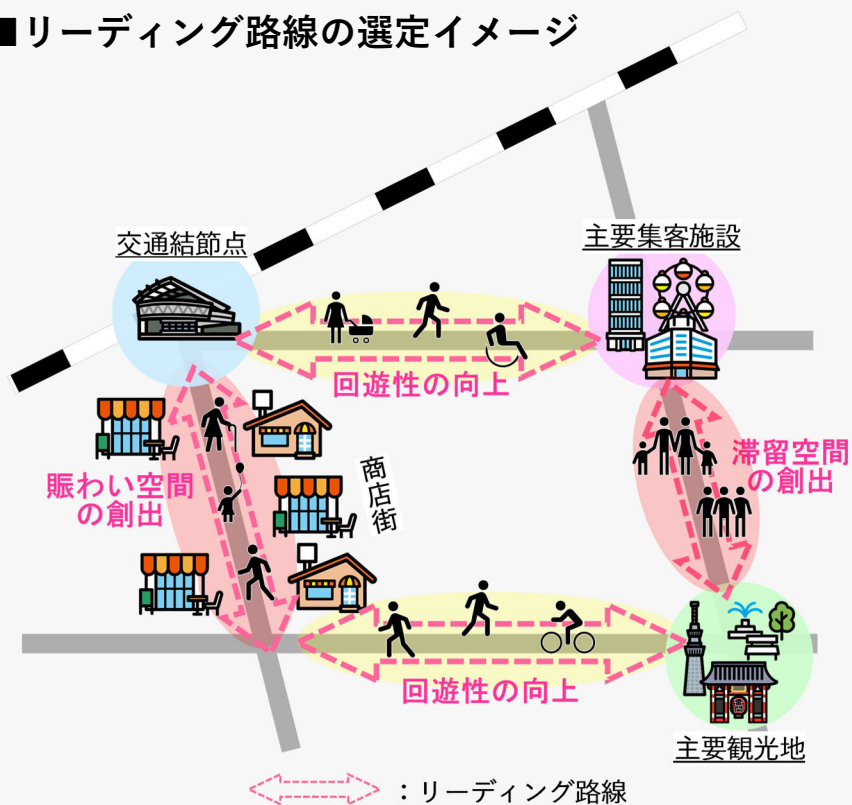 ■リーディング路線の選定イメージ
交通結節点
主要集客施設
回遊性の向上
賑わい空間
の創出
商店街
滞留空間
の創出
回遊性の向上
主要観光地
：リーディング路線